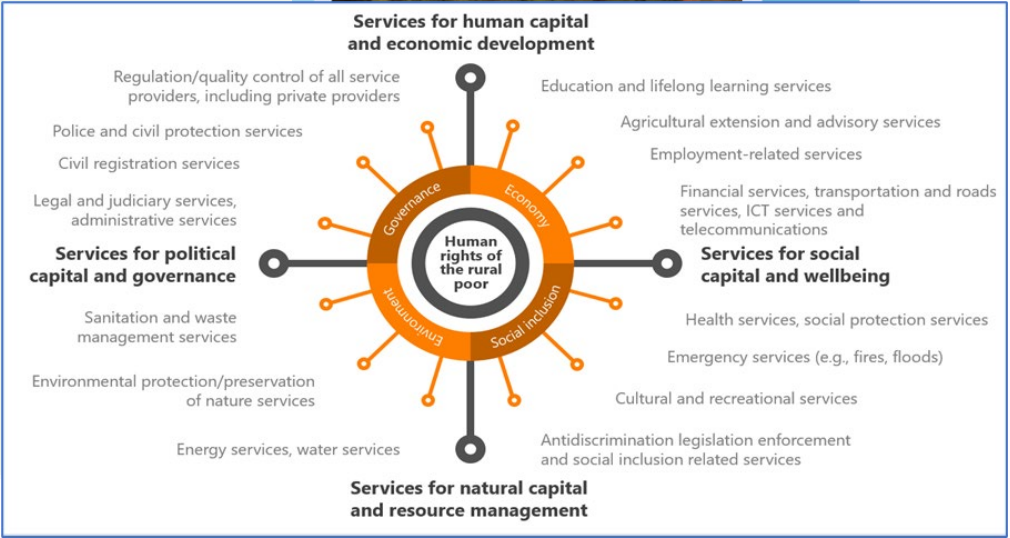 Services for human capital
and economic development
Regulation/quality control of all service
providers, including private providers
Police and civil protection services
Civil registration services
Legal and judiciary services,
administrative services
Education and lifelong learning services
Agricultural extension and advisory services
Employment-related services
Financial services, transportation and roads
services, ICT services and
telecommunications
Governance
Economy
Human
rights of
the rural
poor
Environment
Social inclusion
Services for political
capital and governance
Services for social
capital and wellbeing
Sanitation and waste
management services
Environmental protection/preservation
of nature services
Energy services, water services
Health services, social protection services
Emergency services (e.g., fires, floods)
Cultural and recreational services
Antidiscrimination legislation enforcement
and social inclusion related services
Services for natural capital
and resource management